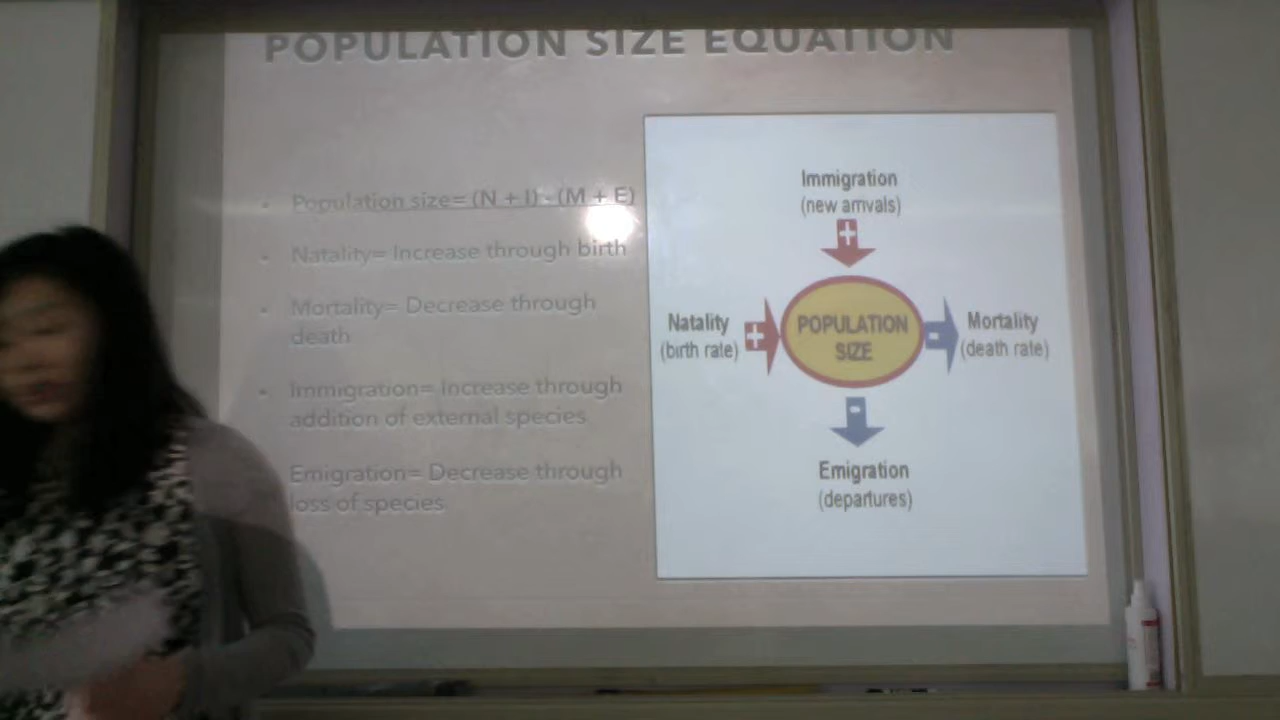 POPULATION SIZE EQUATION
• Population size= (N + I) - (M + E)
• Natality= Increase through birth
• Mortality= Decrease through
death
• Immigration= Increase through
addition of external species
Emigration= Decrease through
loss of species
Immigration
(new arrivals)
Natality
(birth rate)
+
+
POPULATION
SIZE
-
Mortality
(death rate)
-
Emigration
(departures)